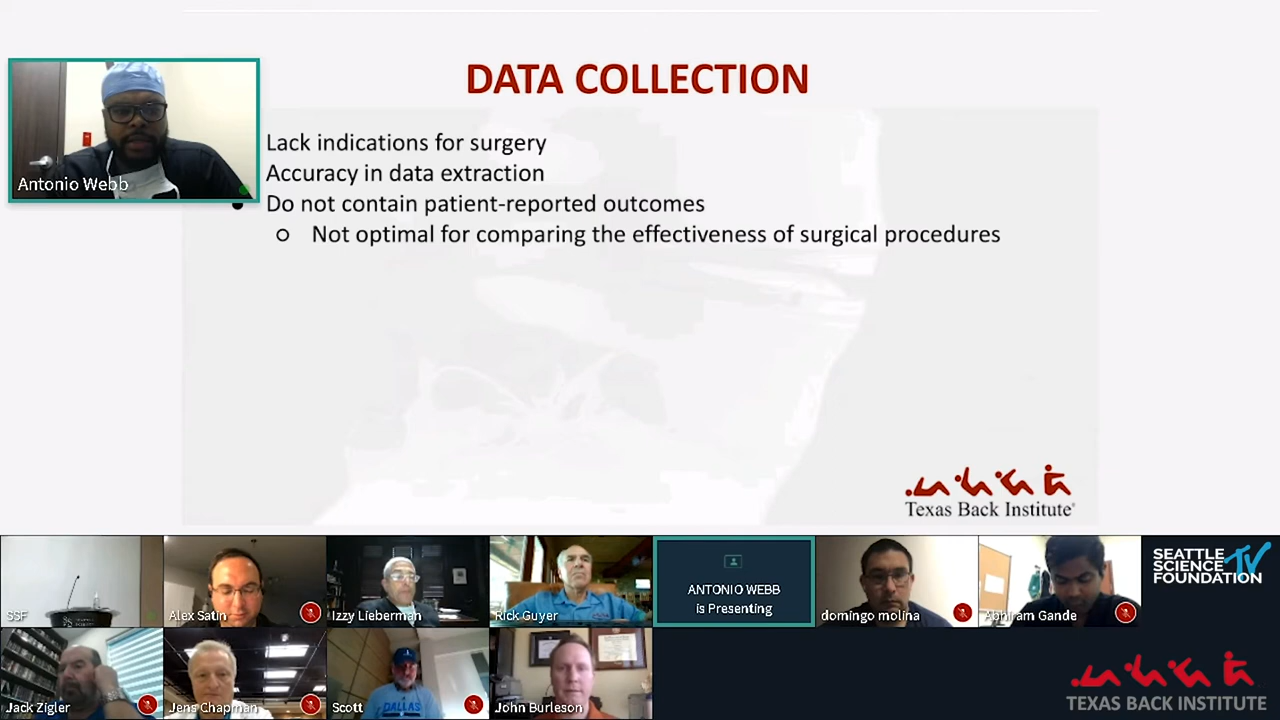 DATA COLLECTION
Lack indications for surgery
Accuracy in data extraction
Do not contain patient-reported outcomes
Not optimal for comparing the effectiveness of surgical procedures
Antonio Webb
Texas Back Institute
SSF
Alex Satin
Izzy Lieberman
Rick Guyer
ANTONIO WEBB
is Presenting
domingo molina
Abhiram Gande
SEATTLE
SCIENCE TV
FOUNDATION
Jack Zigler
Jens Chapman
Scott
DALLAS
John Burleson
TEXAS BACK INSTITUTE